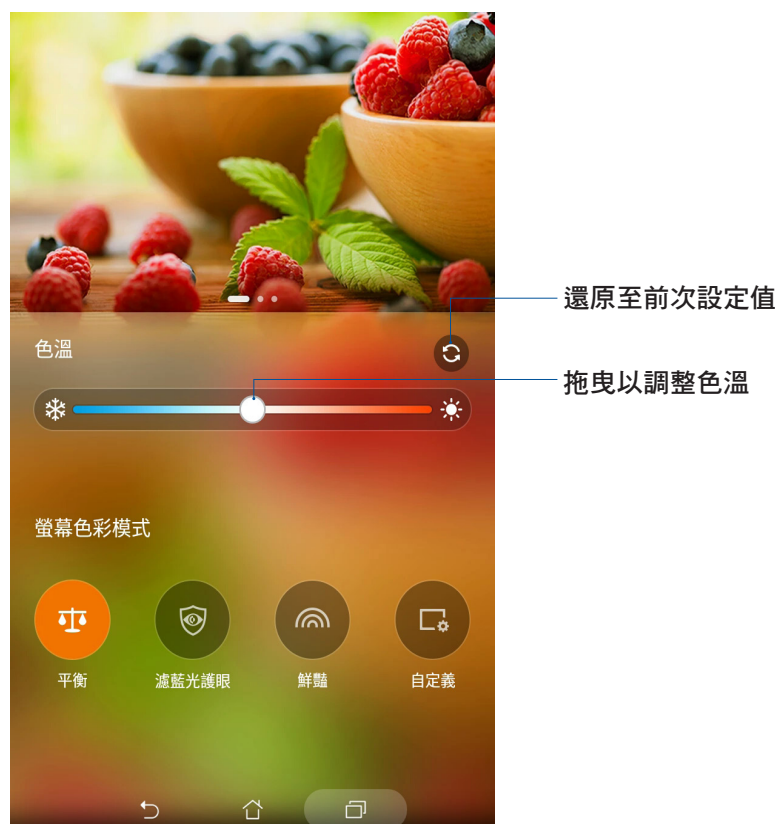 還原至前次設定值
色溫
拖曳以調整色溫
螢幕色彩模式
平衡
濾藍光護眼
鮮豔
自定義